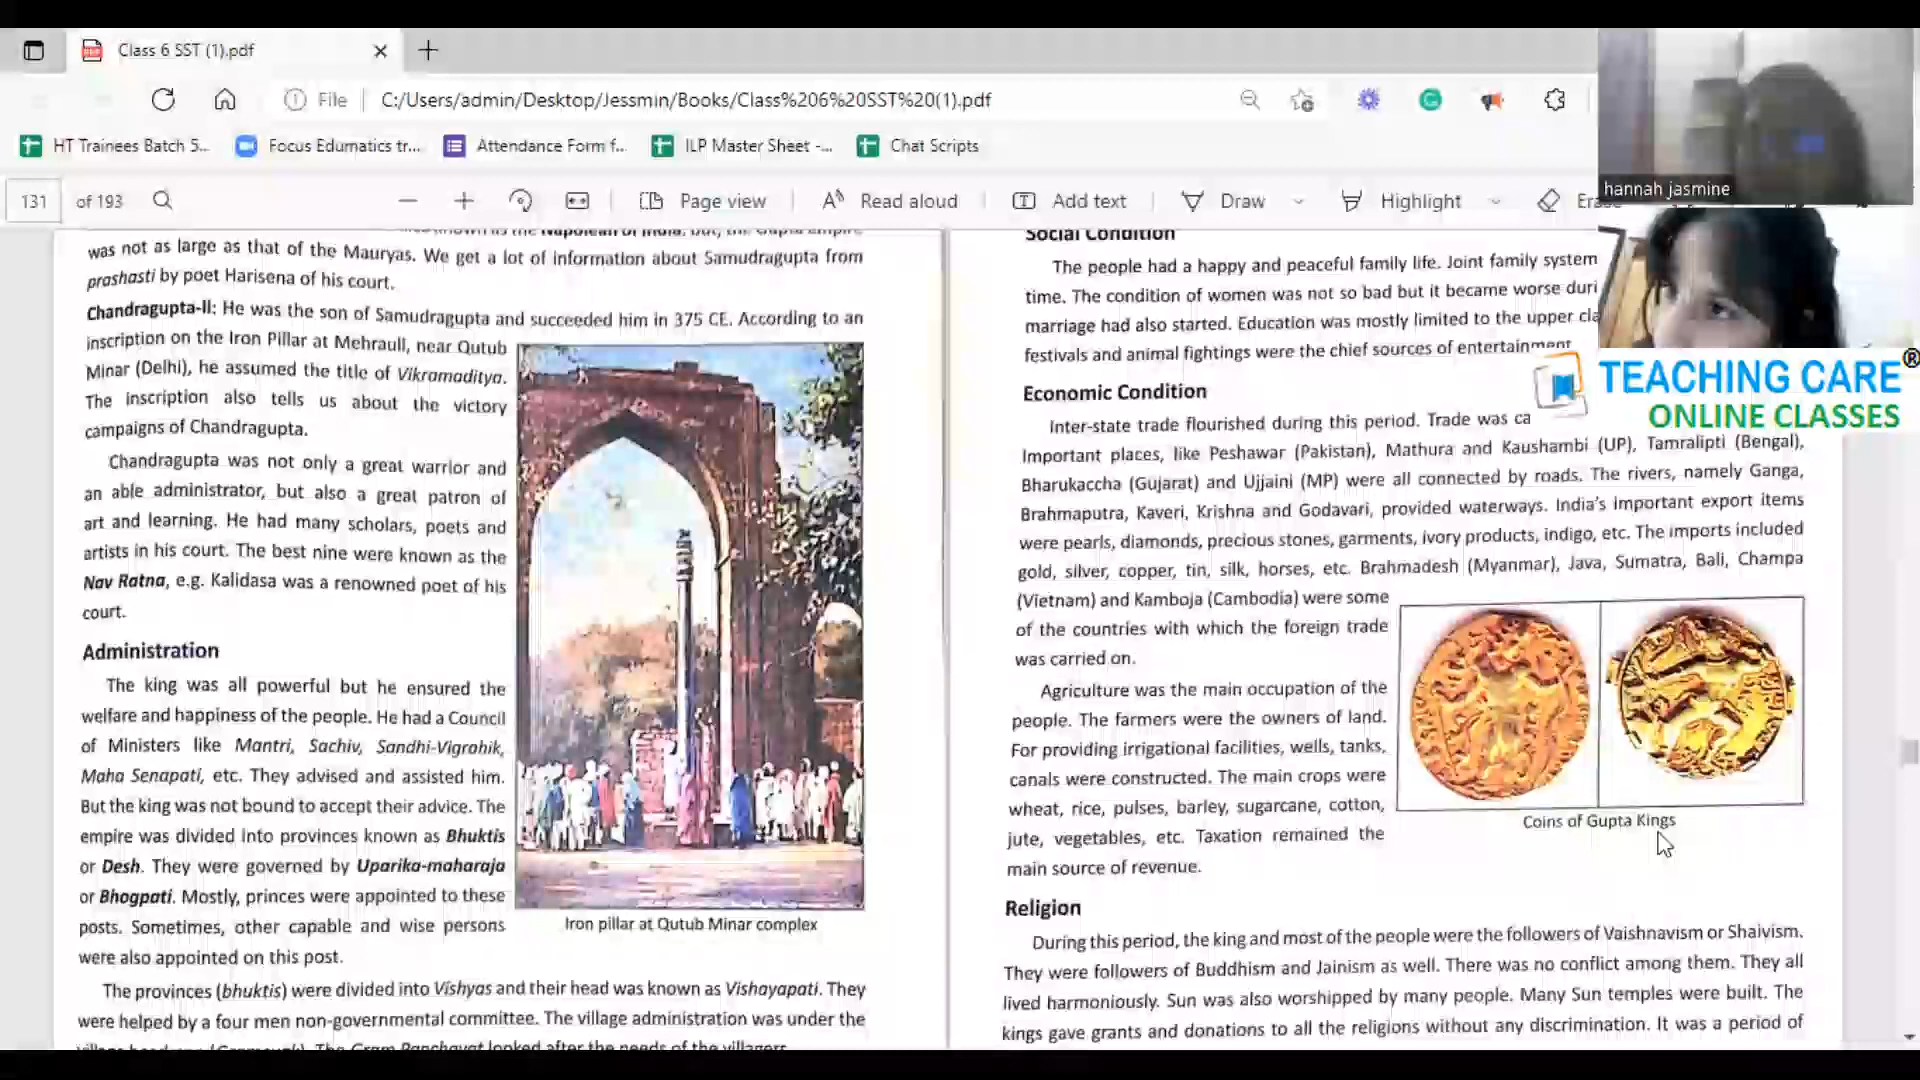 Class 6 SST (1).pdf
File
C:/Users/admin/Desktop/Jessmin/Books/Class%206%20SST%20(1).pdf
HT Trainees Batch 5...
Focus Edumatics tr...
Attendance Form f...
ILP Master Sheet -...
Chat Scripts
hannah jasmine
131 of 193
Page view
Read aloud
Add text
Draw
Highlight
was not as large as that of the Mauryas. We get a lot of information about Samudragupta from
prashasti by poet Harisena of his court.
Chandragupta-II: He was the son of Samudragupta and succeeded him in 375 CE. According to an
inscription on the Iron Pillar at Mehrauli, near Qutub
Minar (Delhi), he assumed the title of Vikramaditya.
The inscription also tells us about the victory
campaigns of Chandragupta.
Chandragupta was not only a great warrior and
an able administrator, but also a great patron of
art and learning. He had many scholars, poets and
artists in his court. The best nine were known as the
Nav Ratna, e.g. Kalidasa was a renowned poet of his
court.
Administration
The king was all powerful but he ensured the
welfare and happiness of the people. He had a Council
of Ministers like Mantri, Sachiv, Sandhi-Vigrahik,
Maha Senapati, etc. They advised and assisted him.
But the king was not bound to accept their advice. The
empire was divided into provinces known as Bhuktis
or Desh. They were governed by Uparika-maharaja
or Bhogpati. Mostly, princes were appointed to these
posts. Sometimes, other capable and wise persons
were also appointed on this post.
Iron pillar at Qutub Minar complex
The provinces (bhuktis) were divided into Vishyas and their head was known as Vishayapati. They
were helped by a four men non-governmental committee. The village administration was under the
Social Condition
The people had a happy and peaceful family life. Joint family system
time. The condition of women was not so bad but it became worse duri
marriage had also started. Education was mostly limited to the upper cla
festivals and animal fightings were the chief sources of entertainment
TEACHING CARE®
ONLINE CLASSES
Economic Condition
Inter-state trade flourished during this period. Trade was ca
Important places, like Peshawar (Pakistan), Mathura and Kaushambi (UP), Tamralipti (Bengal),
Bharukaccha (Gujarat) and Ujjaini (MP) were all connected by roads. The rivers, namely Ganga,
Brahmaputra, Kaveri, Krishna and Godavari, provided waterways. India's important export items
were pearls, diamonds, precious stones, garments, ivory products, indigo, etc. The imports included
gold, silver, copper, tin, silk, horses, etc. Brahmadesh (Myanmar), Java, Sumatra, Bali, Champa
(Vietnam) and Kamboja (Cambodia) were some
of the countries with which the foreign trade
was carried on.
Agriculture was the main occupation of the
people. The farmers were the owners of land.
For providing irrigational facilities, wells, tanks,
canals were constructed. The main crops were
wheat, rice, pulses, barley, sugarcane, cotton,
jute, vegetables, etc. Taxation remained the
main source of revenue.
Coins of Gupta Kings
Religion
During this period, the king and most of the people were the followers of Vaishnavism or Shaivism.
They were followers of Buddhism and Jainism as well. There was no conflict among them. They all
lived harmoniously. Sun was also worshipped by many people. Many Sun temples were built. The
kings gave grants and donations to all the religions without any discrimination. It was a period of